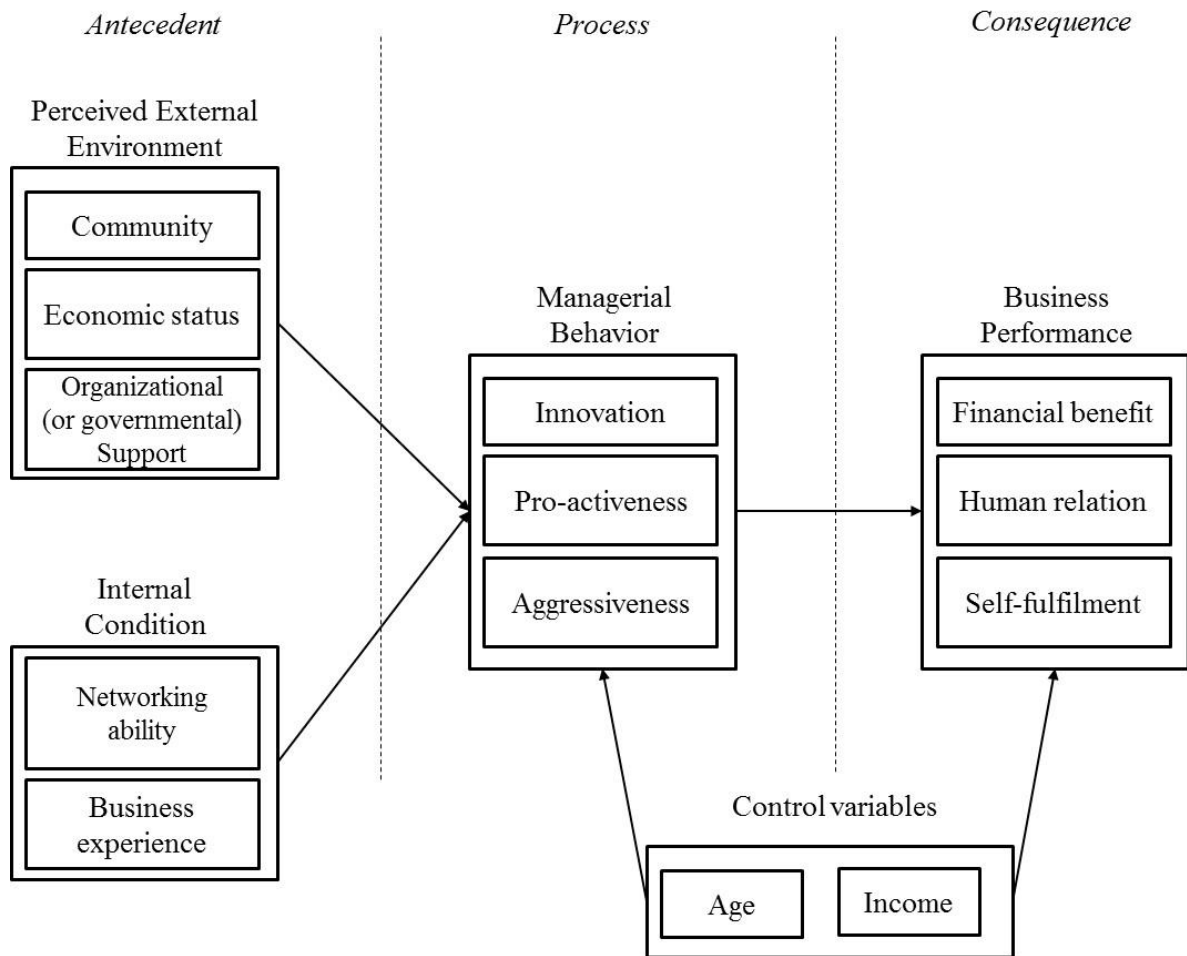 Antecedent
Process
Consequence
Perceived External
Environment
Community
Economic status
Organizational
(or governmental)
Support
Internal
Condition
Networking
ability
Business
experience
Managerial
Behavior
Innovation
Pro-activeness
Aggressiveness
Business
Performance
Financial benefit
Human relation
Self-fulfilment
Control variables
Age
Income